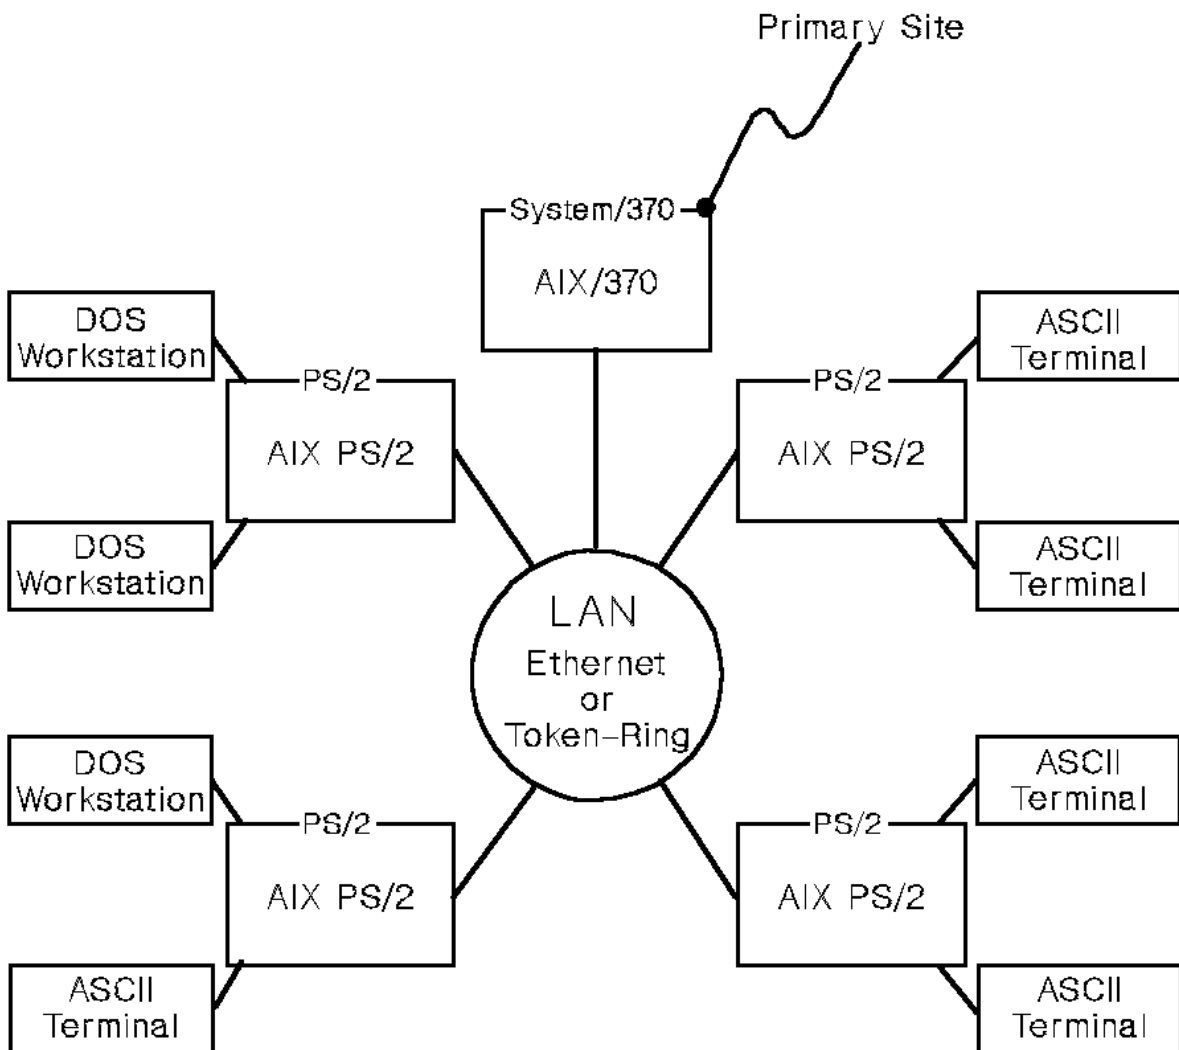 Primary Site
System/370
AIX/370
DOS
Workstation
PS/2
AIX PS/2
DOS
Workstation
ASCII
Terminal
PS/2
AIX PS/2
ASCII
Terminal
LAN
Ethernet
or
Token-Ring
DOS
Workstation
PS/2
AIX PS/2
ASCII
Terminal
ASCII
Terminal
PS/2
AIX PS/2
ASCII
Terminal